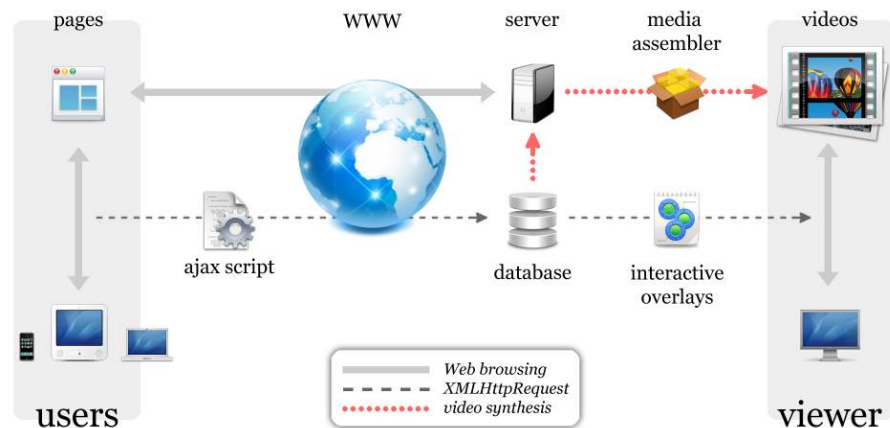 pages
WWW
server
media
assembler
videos
ajax script
database
interactive
overlays
Web browsing
XMLHttpRequest
video synthesis
users
viewer